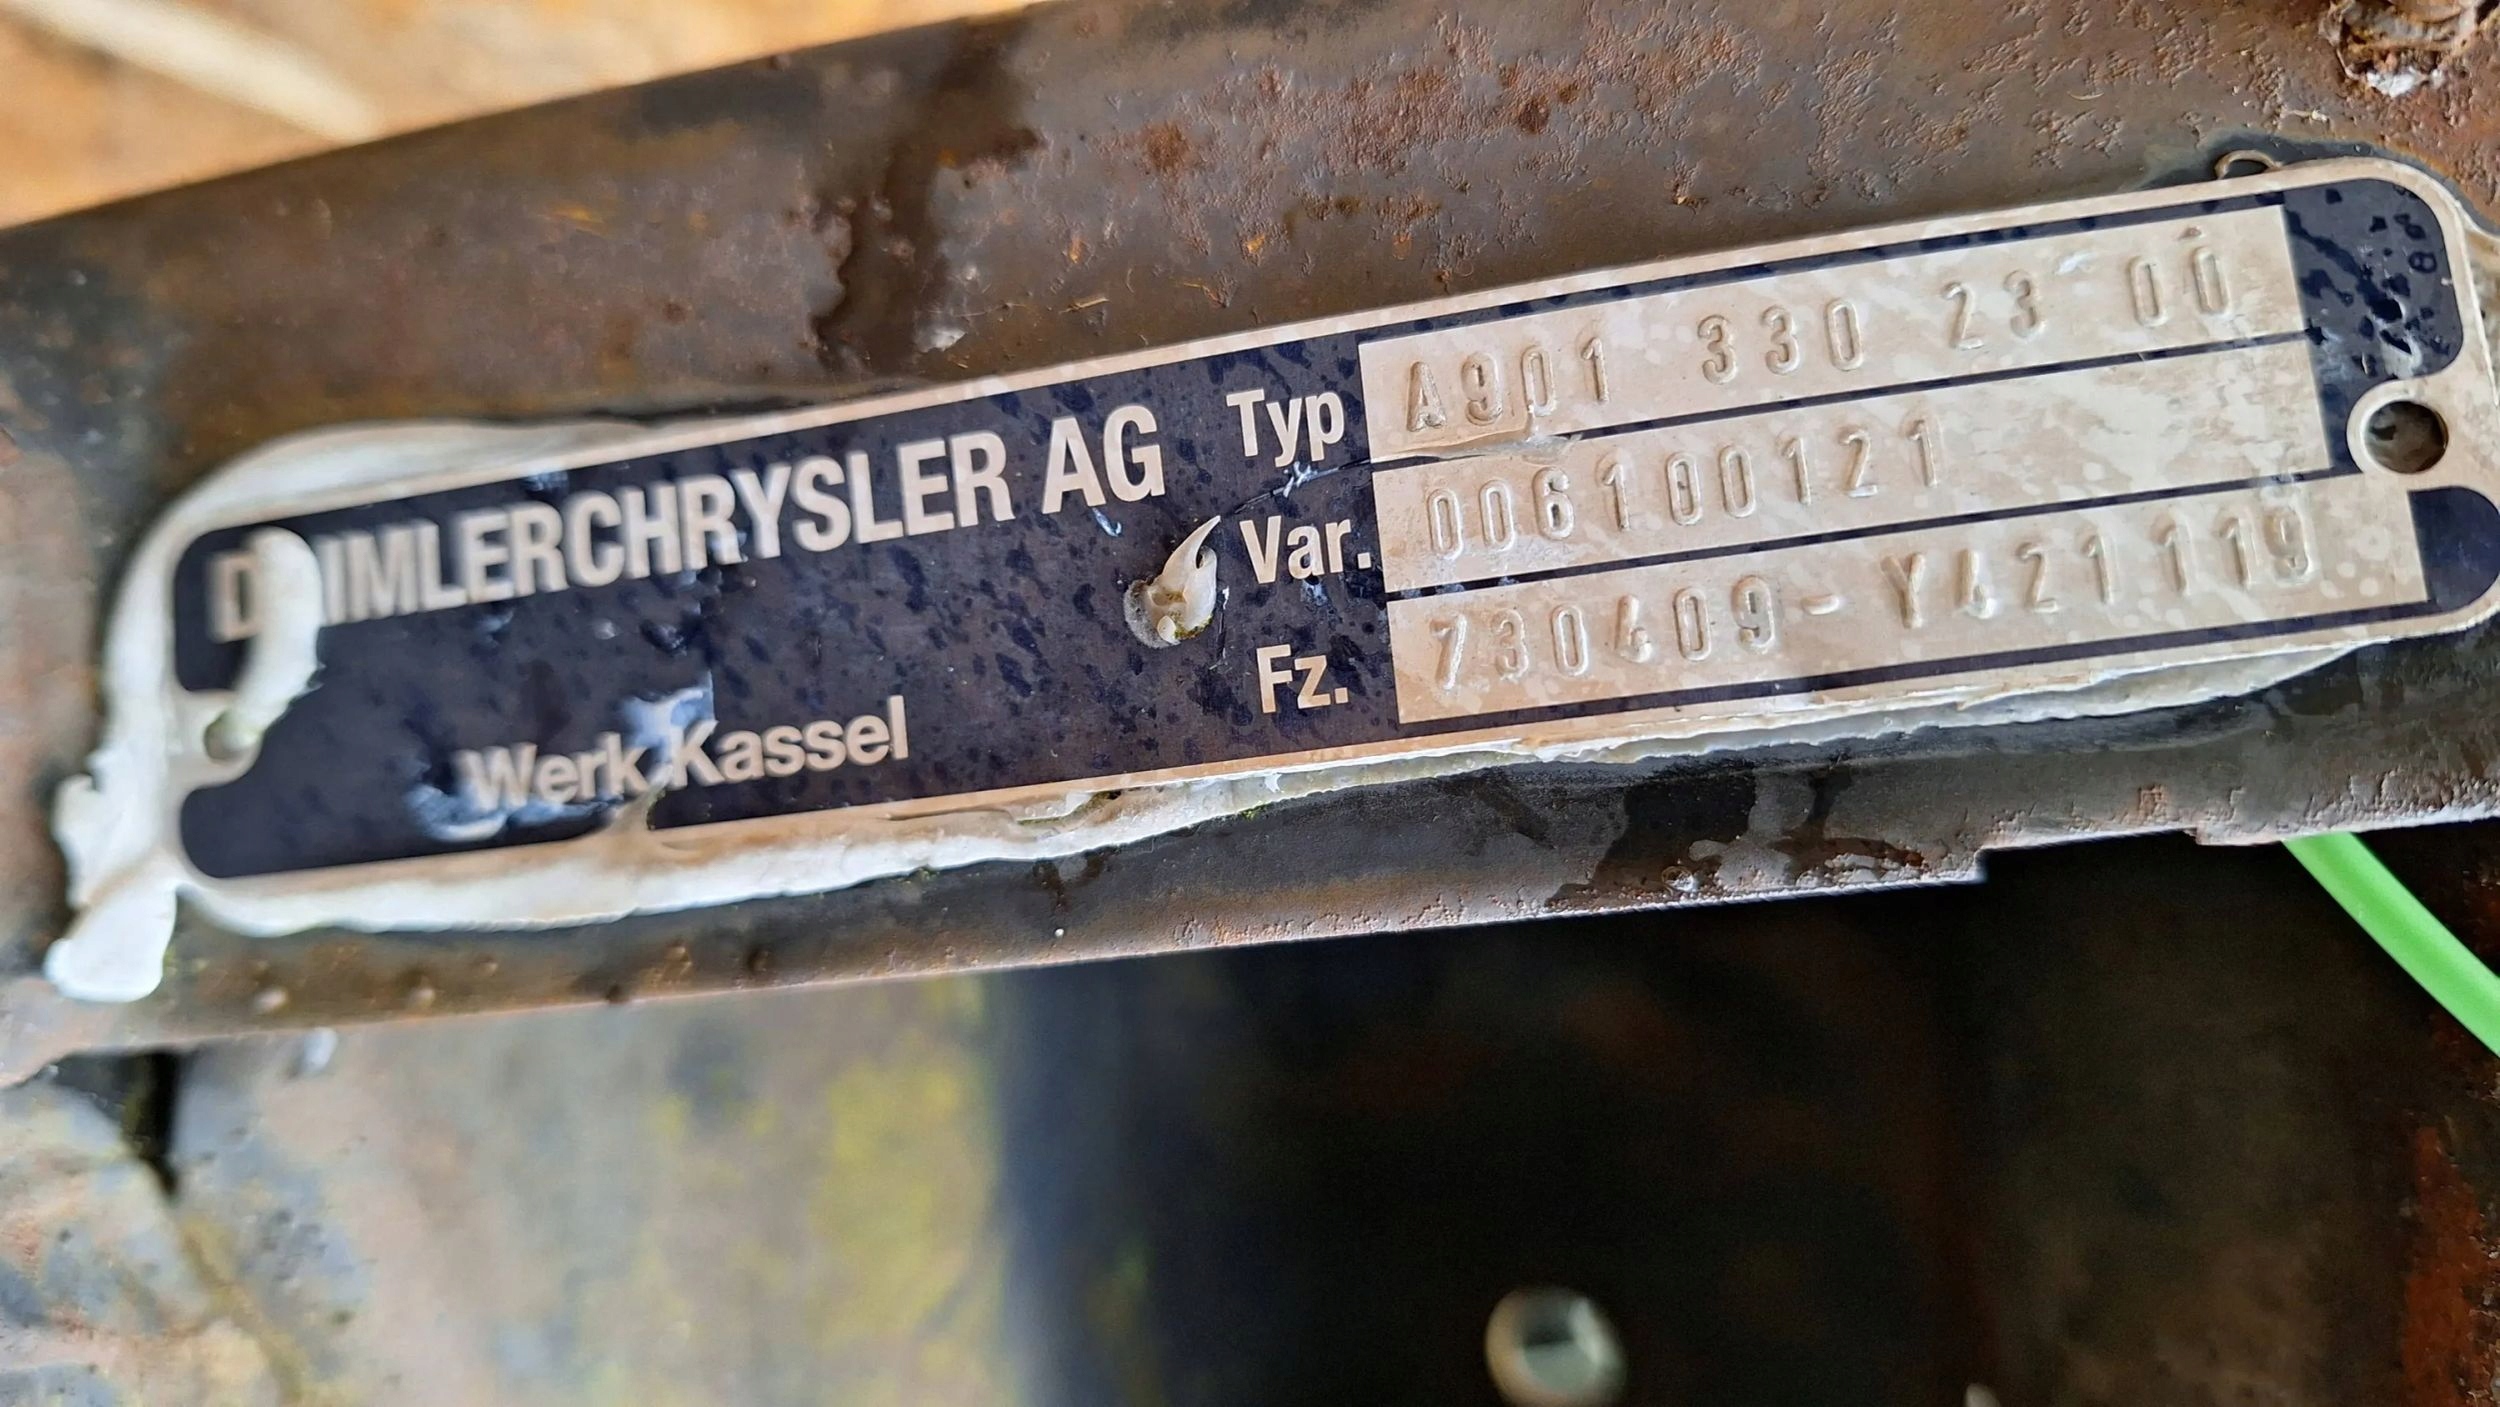 DAIMLERCHRYSLER AG
Werk Kassel
Typ A901 330 23 00
Var. 006100121
Fz. 730409-Y421119